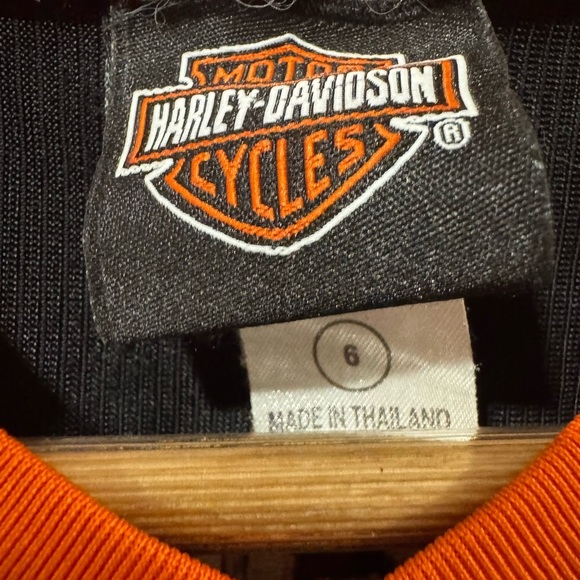 MOTOR
HARLEY-DAVIDSON
CYCLES
®
6
MADE IN THAILAND